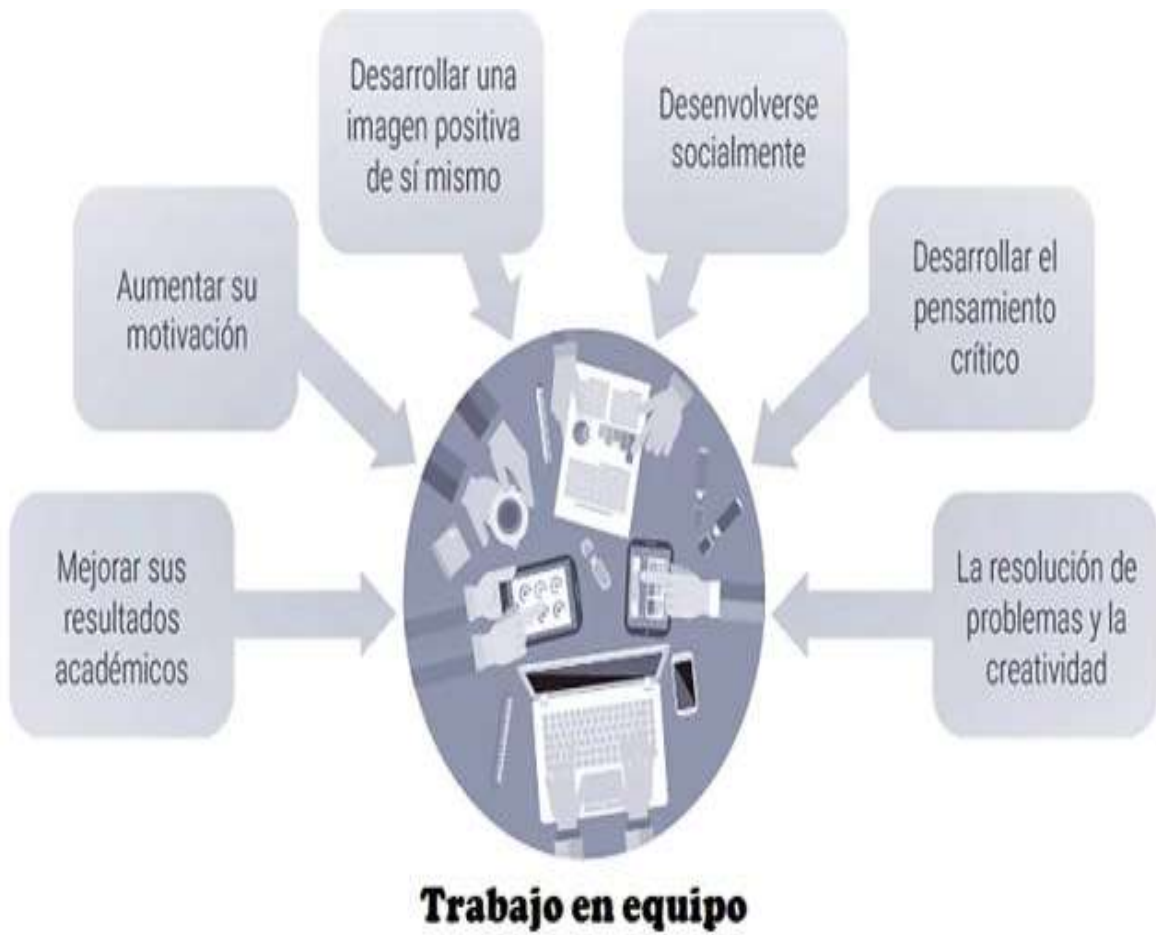 Desarrollar una
imagen positiva
de sí mismo
Desenvolverse
socialmente
Aumentar su
motivación
Desarrollar el
pensamiento
crítico
Mejorar sus
resultados
académicos
La resolución de
problemas y la
creatividad
Trabajo en equipo